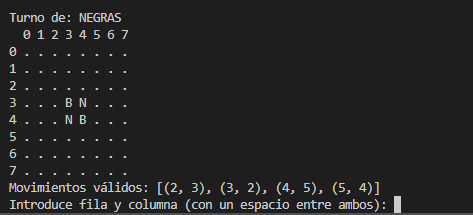 Turno de: NEGRAS
  0 1 2 3 4 5 6 7
0 . . . . . . . .
1 . . . . . . . .
2 . . . . . . . .
3 . . . B N . . .
4 . . . N B . . .
5 . . . . . . . .
6 . . . . . . . .
7 . . . . . . . .
Movimientos válidos: [(2, 3), (3, 2), (4, 5), (5, 4)]
Introduce fila y columna (con un espacio entre ambos):